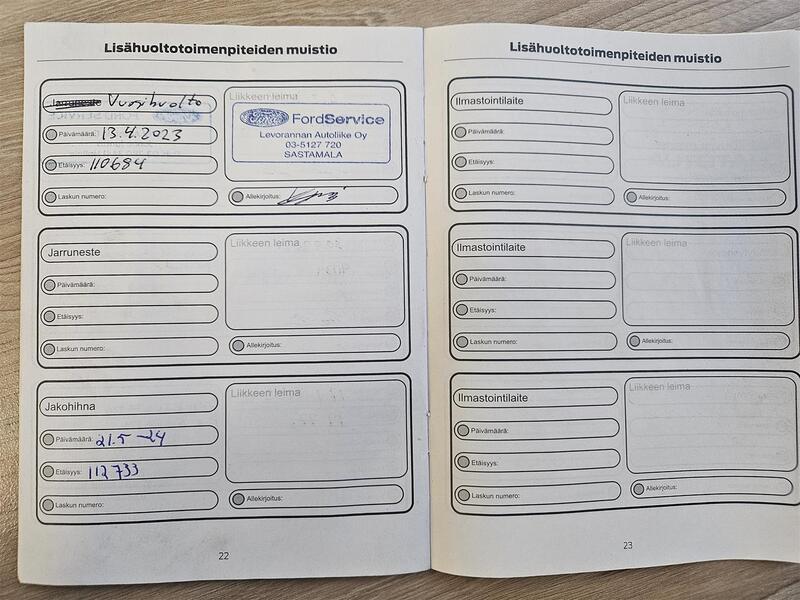 Lisähuoltotoimenpiteiden muistio
Jarruneste Vuosihuolto
Päivämäärä: 13.4.2023
Etäisyys: 110684
Laskun numero:
Liikkeen leima
Ford FordService
Levorannan Autoliike Oy
03-5127 720
SASTAMALA
Allekirjoitus:
Jarruneste
Päivämäärä:
Etäisyys:
Laskun numero:
Liikkeen leima
Allekirjoitus:
Jakohihna
Päivämäärä: 21.5 -24
Etäisyys: 112733
Laskun numero:
Liikkeen leima
Allekirjoitus:
22
Lisähuoltotoimenpiteiden muistio
Ilmastointilaite
Päivämäärä:
Etäisyys:
Laskun numero:
Liikkeen leima
Allekirjoitus:
Ilmastointilaite
Päivämäärä:
Etäisyys:
Laskun numero:
Liikkeen leima
Allekirjoitus:
Ilmastointilaite
Päivämäärä:
Etäisyys:
Laskun numero:
Liikkeen leima
Allekirjoitus:
23